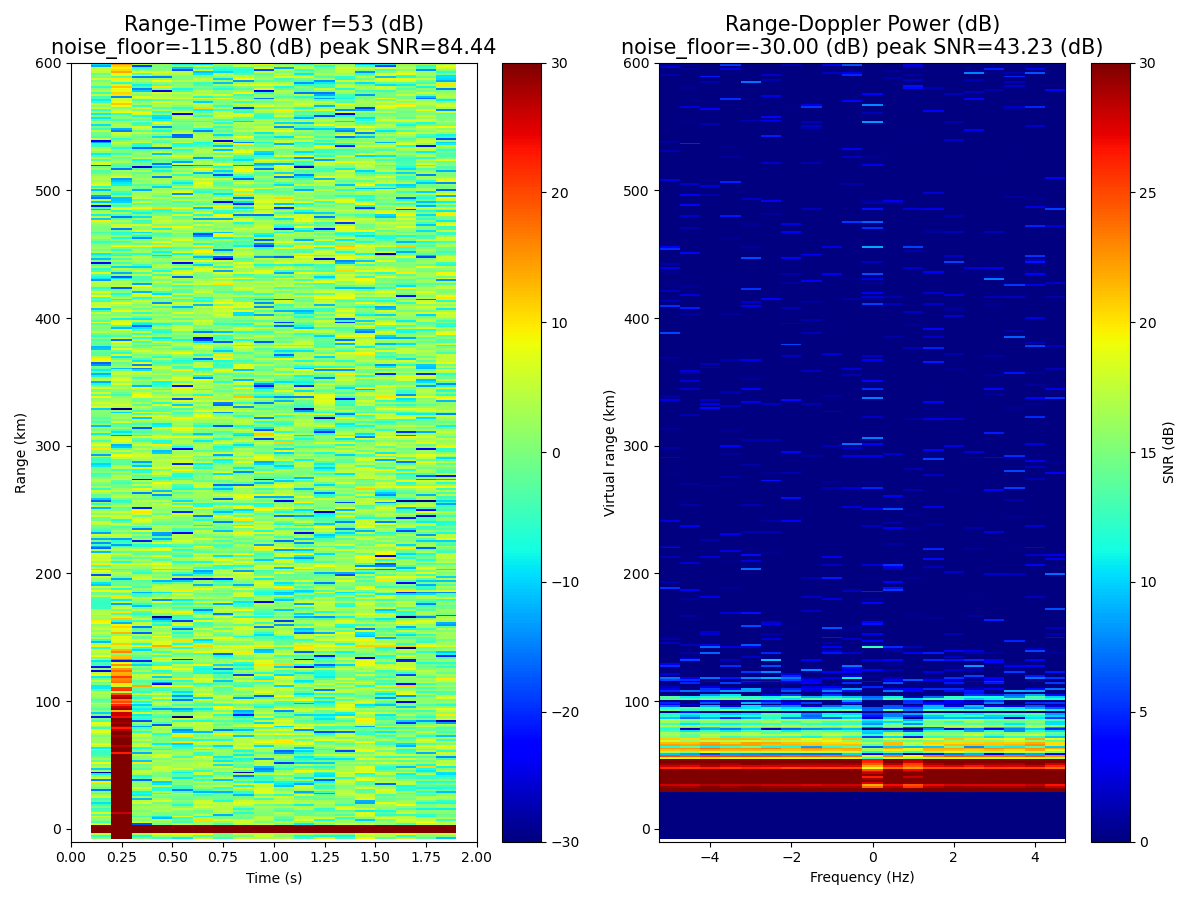 Range-Time Power f=53 (dB)
noise_floor=-115.80 (dB) peak SNR=84.44
600
500
400
300
200
100
0
Range (km)
0.00 0.25 0.50 0.75 1.00 1.25 1.50 1.75 2.00
Time (s)
30
20
10
0
−10
−20
−30
Range-Doppler Power (dB)
noise_floor=-30.00 (dB) peak SNR=43.23 (dB)
600
500
400
300
200
100
0
Virtual range (km)
−4 −2 0 2 4
Frequency (Hz)
30
25
20
15
10
5
0
SNR (dB)